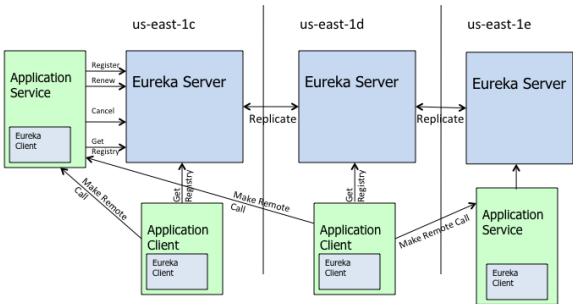 us-east-1c
us-east-1d
us-east-1e
Application
Service
Eureka
Client
Register
Renew
Cancel
Get
Registry
Eureka Server
Eureka Server
Eureka Server
Replicate
Replicate
Make Remote
Call
Get
Registry
Make Remote
Call
Get
Registry
Make Remote Call
Application
Client
Eureka
Client
Application
Client
Eureka
Client
Application
Service
Eureka
Client